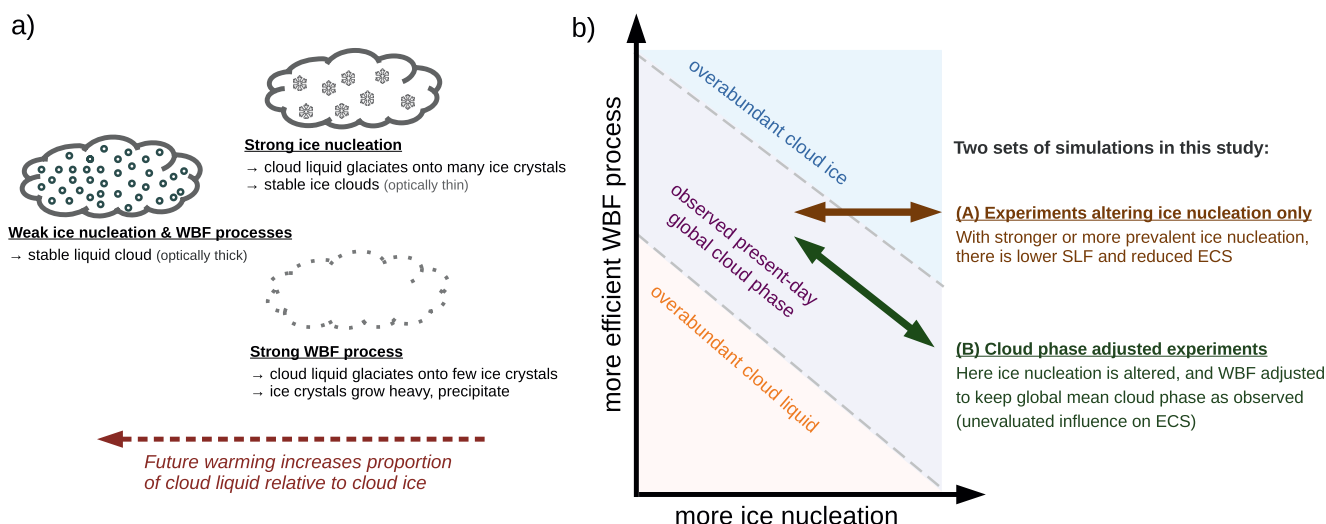 a)
Strong ice nucleation
→ cloud liquid glaciates onto many ice crystals
→ stable ice clouds (optically thin)
Weak ice nucleation & WBF processes
→ stable liquid cloud (optically thick)
Strong WBF process
→ cloud liquid glaciates onto few ice crystals
→ ice crystals grow heavy, precipitate
Future warming increases proportion
of cloud liquid relative to cloud ice
b)
more efficient WBF process
overabundant cloud ice
observed present-day
global cloud phase
overabundant cloud liquid
more ice nucleation
Two sets of simulations in this study:
(A) Experiments altering ice nucleation only
With stronger or more prevalent ice nucleation,
there is lower SLF and reduced ECS
(B) Cloud phase adjusted experiments
Here ice nucleation is altered, and WBF adjusted
to keep global mean cloud phase as observed
(unevaluated influence on ECS)